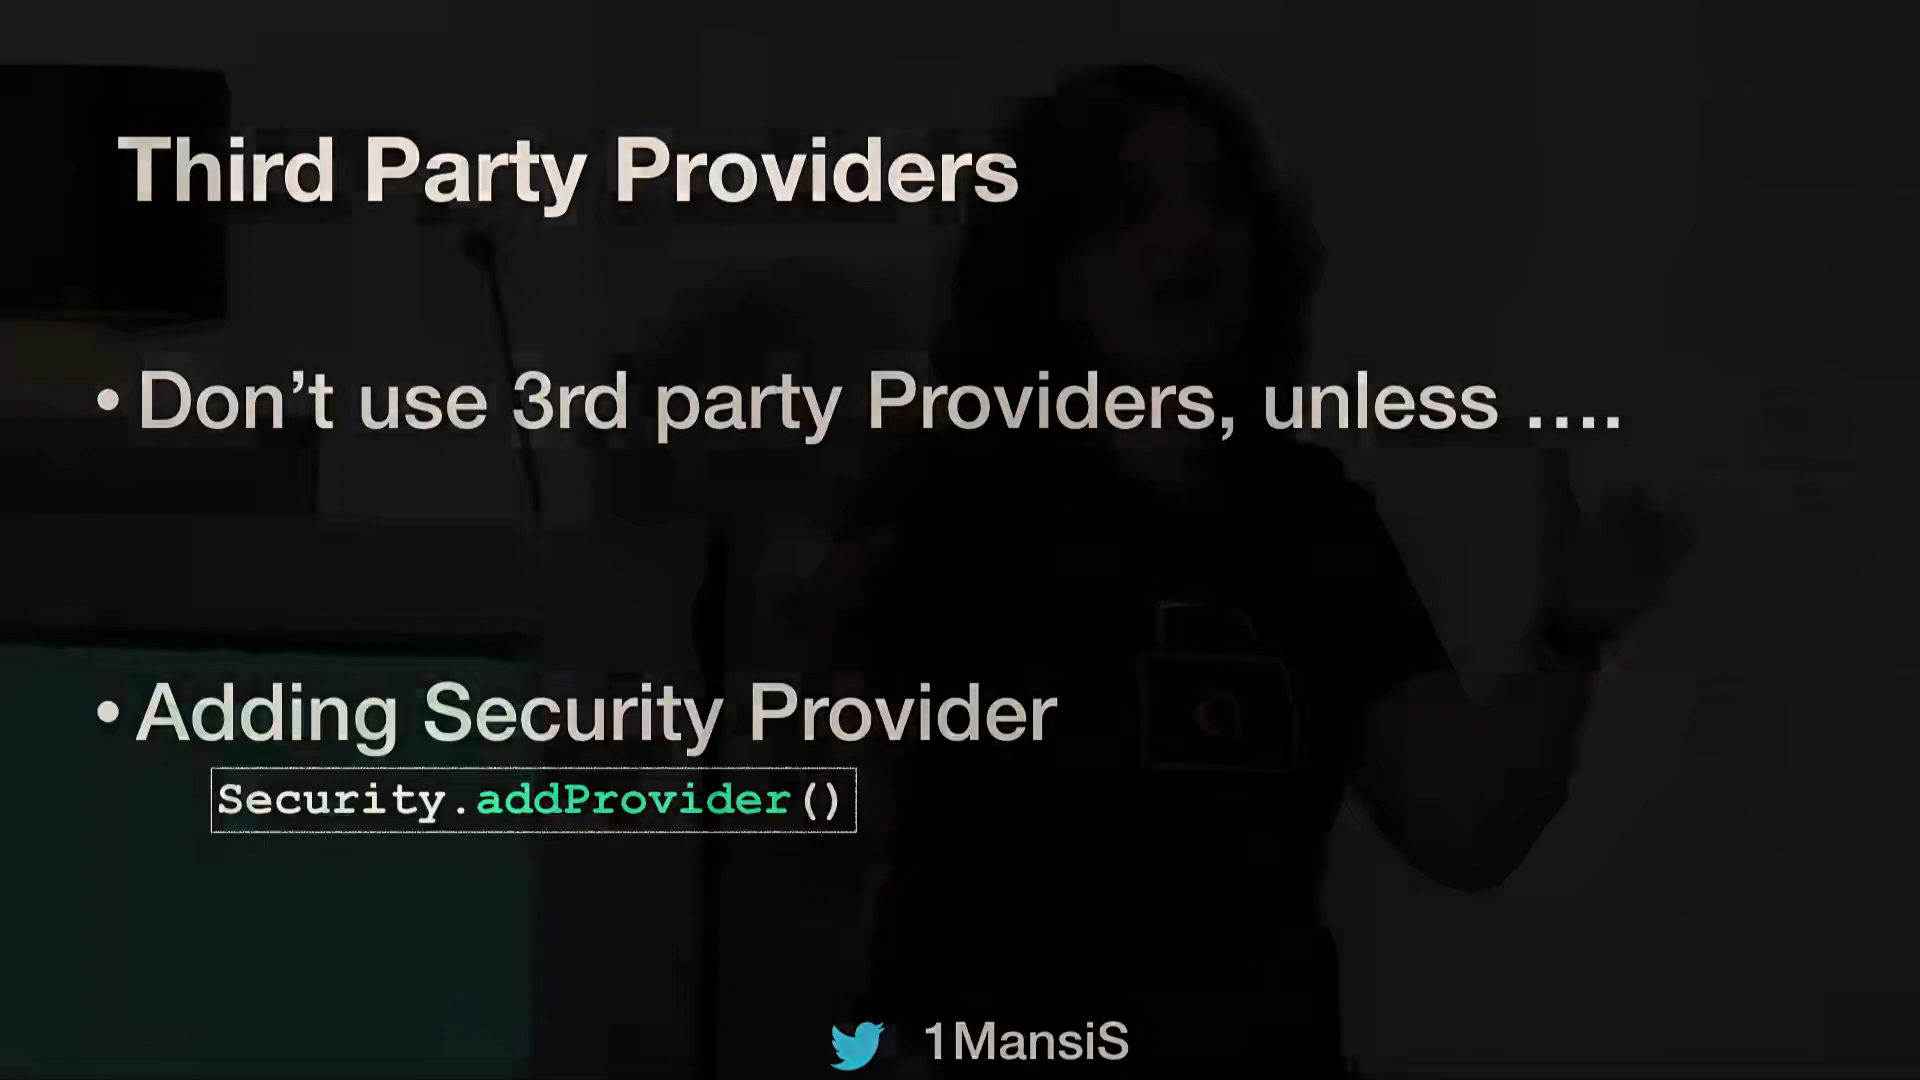 Third Party Providers
• Don’t use 3rd party Providers, unless ….
• Adding Security Provider
Security.addProvider()
1MansiS